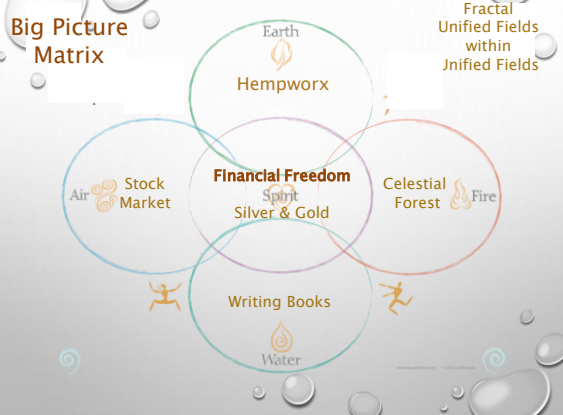 Big Picture
Matrix
Fractal
Unified Fields
within
Unified Fields
Earth
Hempworx
Air
Stock
Market
Financial Freedom
Spirit
Silver & Gold
Celestial
Forest
Fire
Writing Books
Water